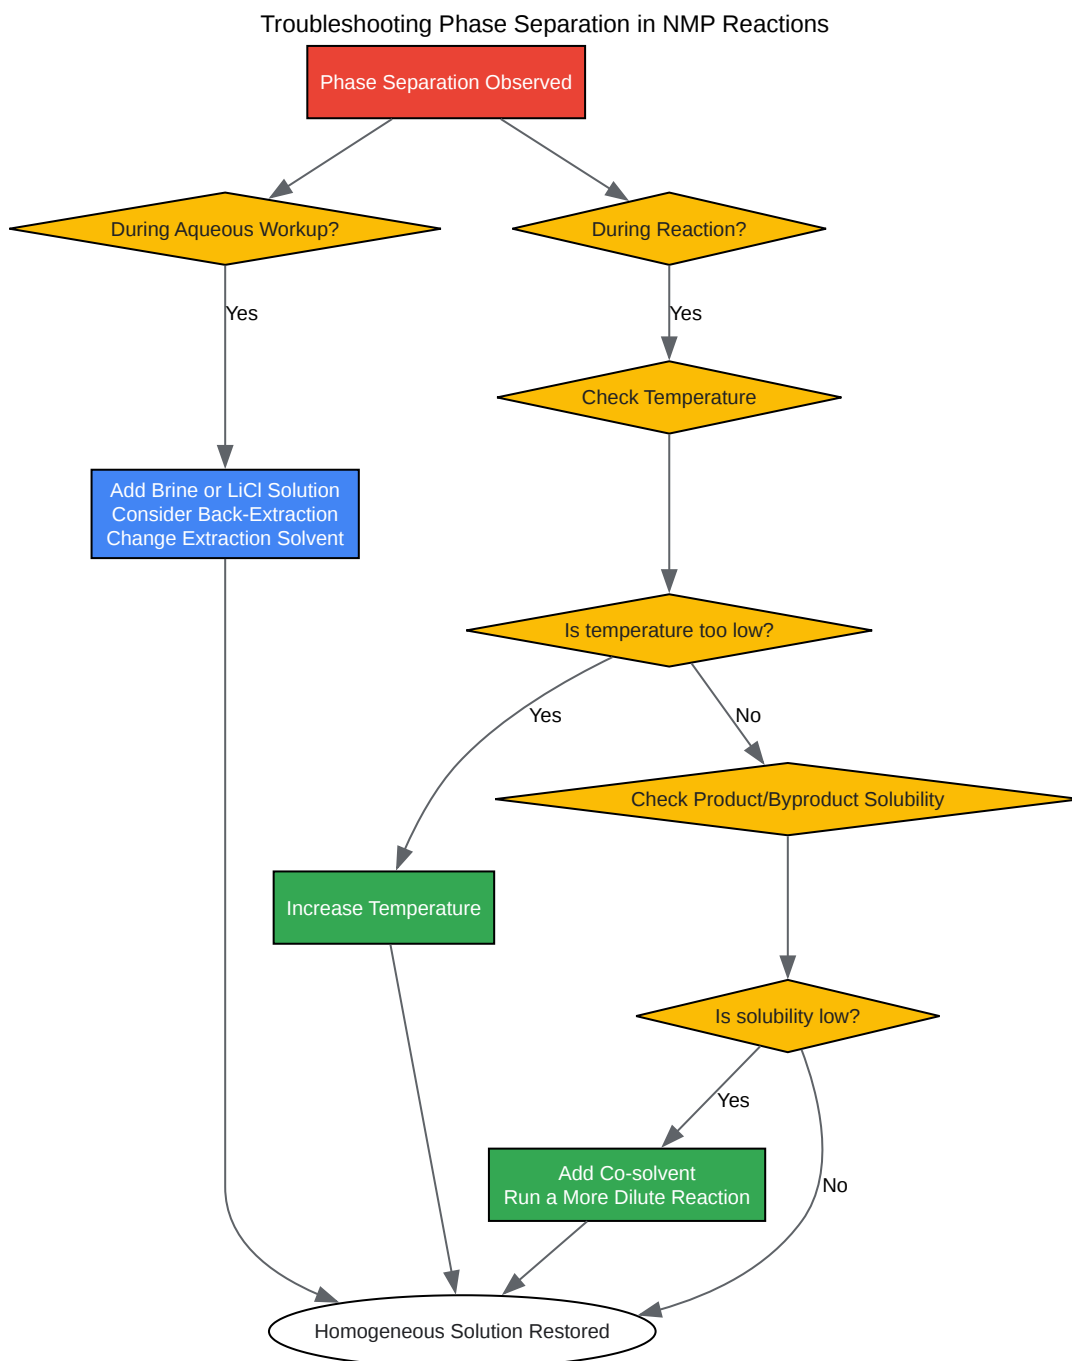 Troubleshooting Phase Separation in NMP Reactions
Phase Separation Observed
During Aqueous Workup?
During Reaction?
Yes
Yes
Check Temperature
Add Brine or LiCl Solution
Consider Back-Extraction
Change Extraction Solvent
Is temperature too low?
Yes
No
Check Product/Byproduct Solubility
Increase Temperature
Is solubility low?
Yes
Add Co-solvent
Run a More Dilute Reaction
No
Homogeneous Solution Restored